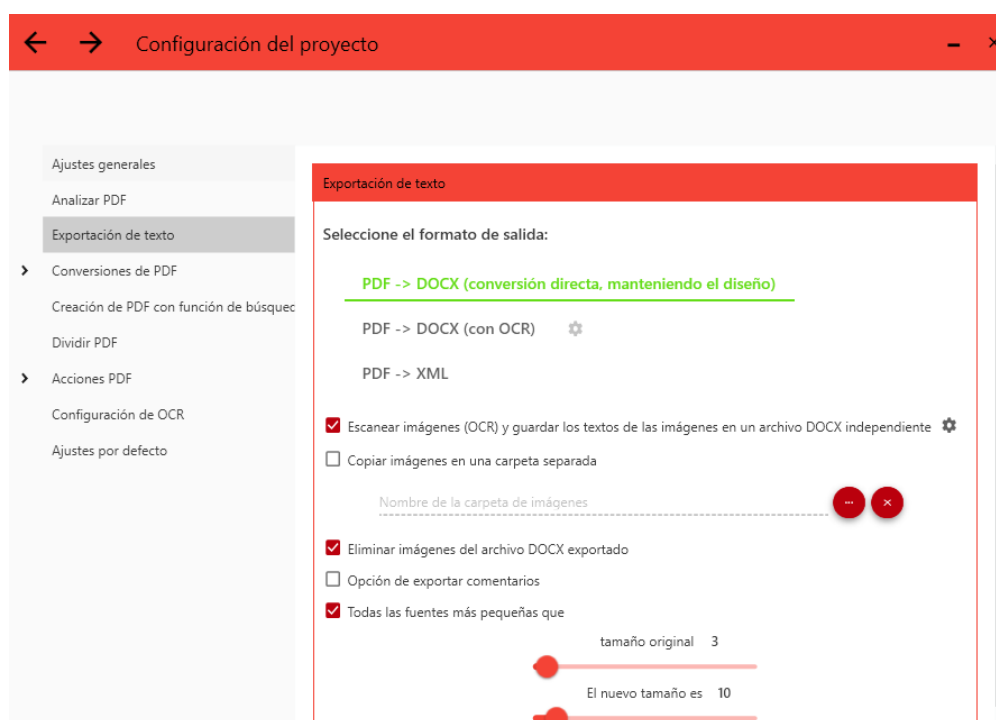 Configuración del proyecto
Ajustes generales
Analizar PDF
Exportación de texto
Conversiones de PDF
Creación de PDF con función de búsquec
Dividir PDF
Acciones PDF
Configuración de OCR
Ajustes por defecto
Exportación de texto
Seleccione el formato de salida:
PDF -> DOCX (conversión directa, manteniendo el diseño)
PDF -> DOCX (con OCR)
PDF -> XML
Escanear imágenes (OCR) y guardar los textos de las imágenes en un archivo DOCX independiente
Copiar imágenes en una carpeta separada
Nombre de la carpeta de imágenes
Eliminar imágenes del archivo DOCX exportado
Opción de exportar comentarios
Todas las fuentes más pequeñas que
tamaño original 3
El nuevo tamaño es 10